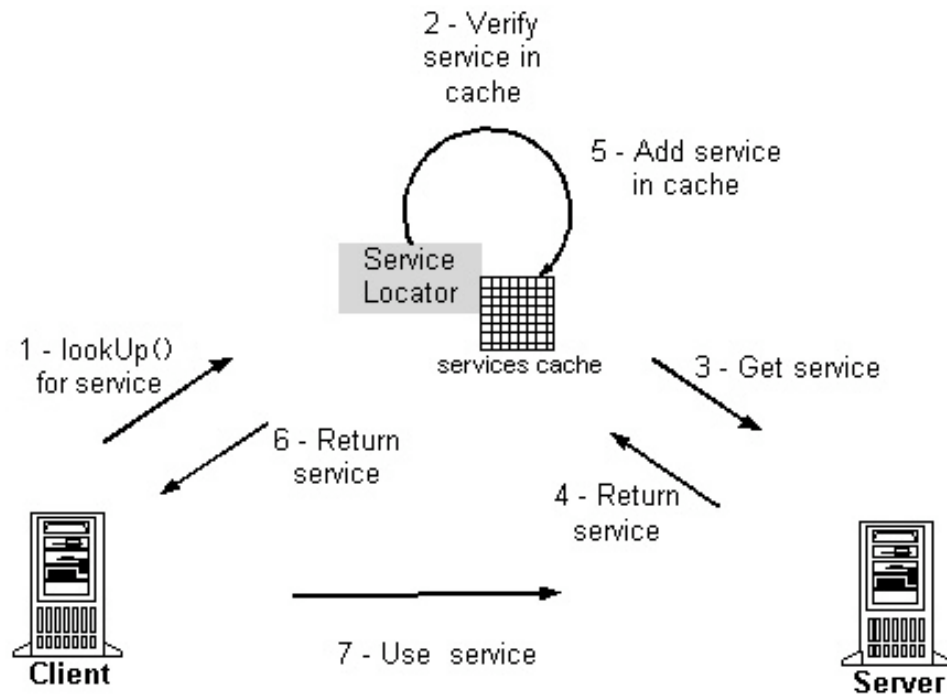 2 - Verify
service in
cache
5 - Add service
in cache
Service
Locator
services cache
1 - lookUp()
for service
3 - Get service
6 - Return
service
4 - Return
service
7 - Use service
Client
Server